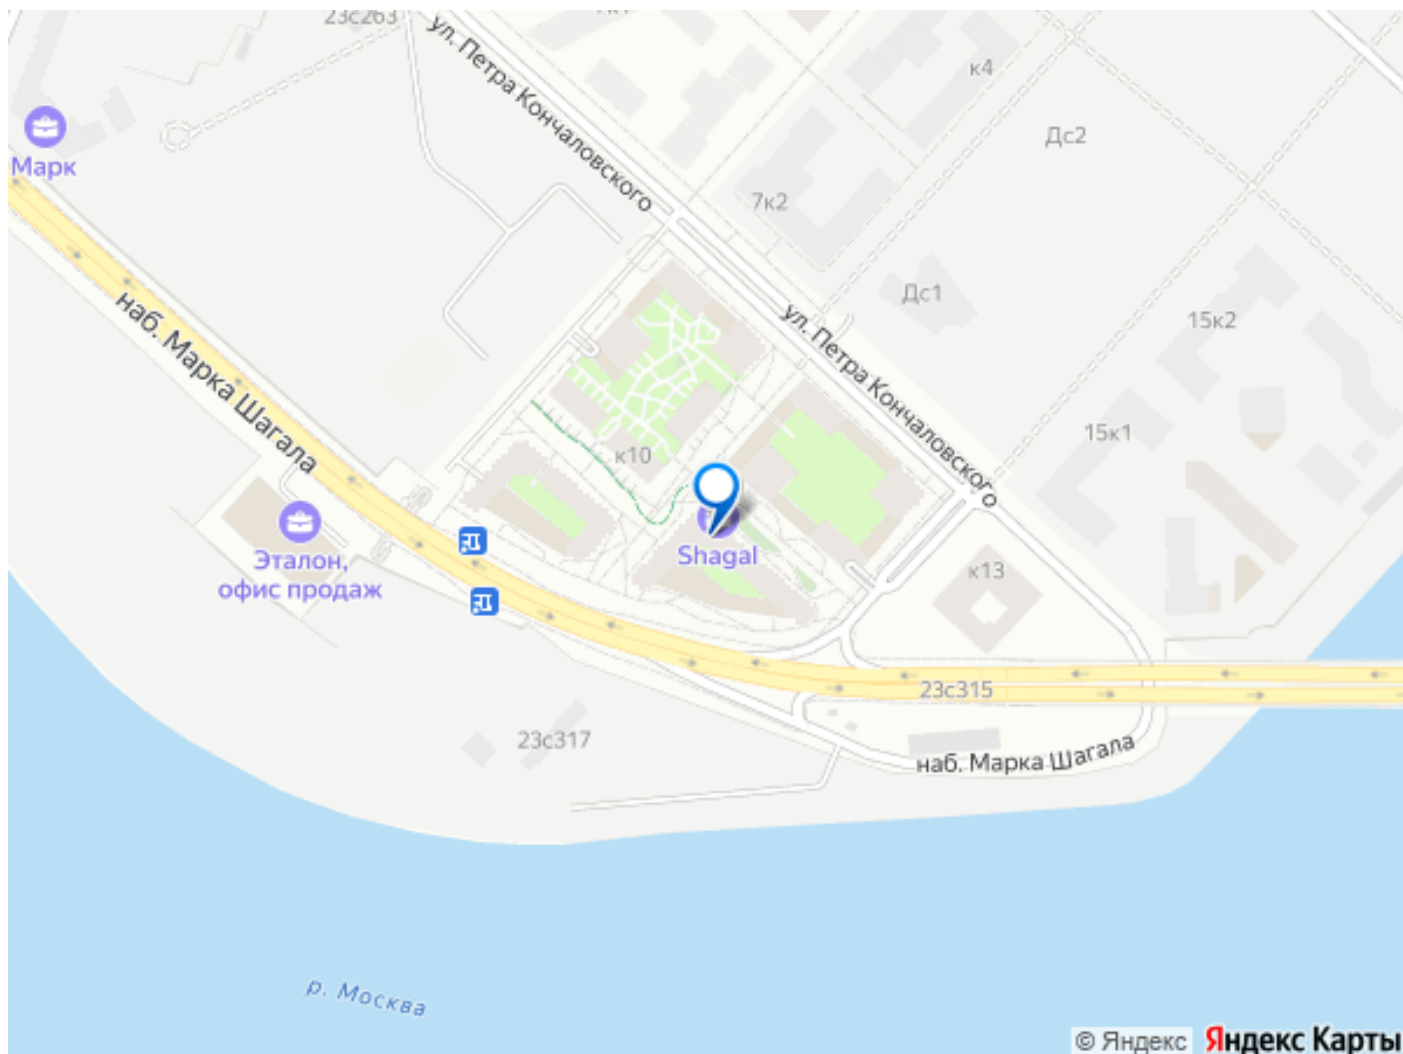 23с263
ул. Петра Кончаловского
к4
Дс2
Марк
7к2
Дс1
ул. Петра Кончаловского
15к2
наб. Марка Шагала
15к1
к10
Shagal
Эталон,
офис продаж
к13
23с315
23с317
наб. Марка Шагала
р. Москва
© Яндекс Яндекс Карты